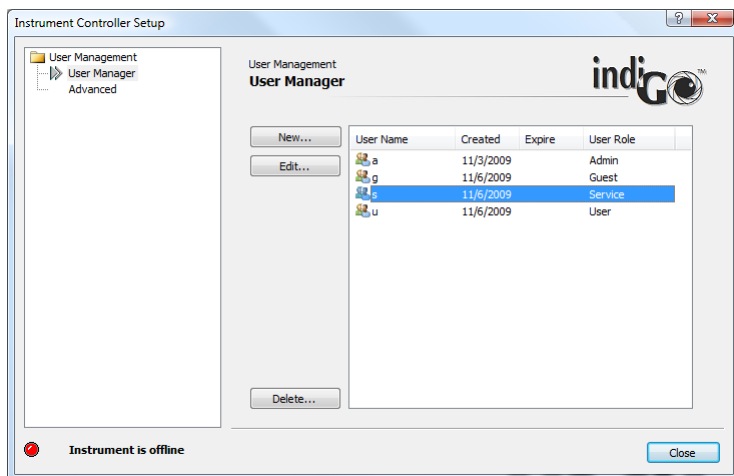 Instrument Controller Setup
User Management
User Manager
Advanced
User Management
User Manager
indiGO™
New...
Edit...
User Name Created Expire User Role
a 11/3/2009 Admin
g 11/6/2009 Guest
s 11/6/2009 Service
u 11/6/2009 User
Delete...
Instrument is offline
Close